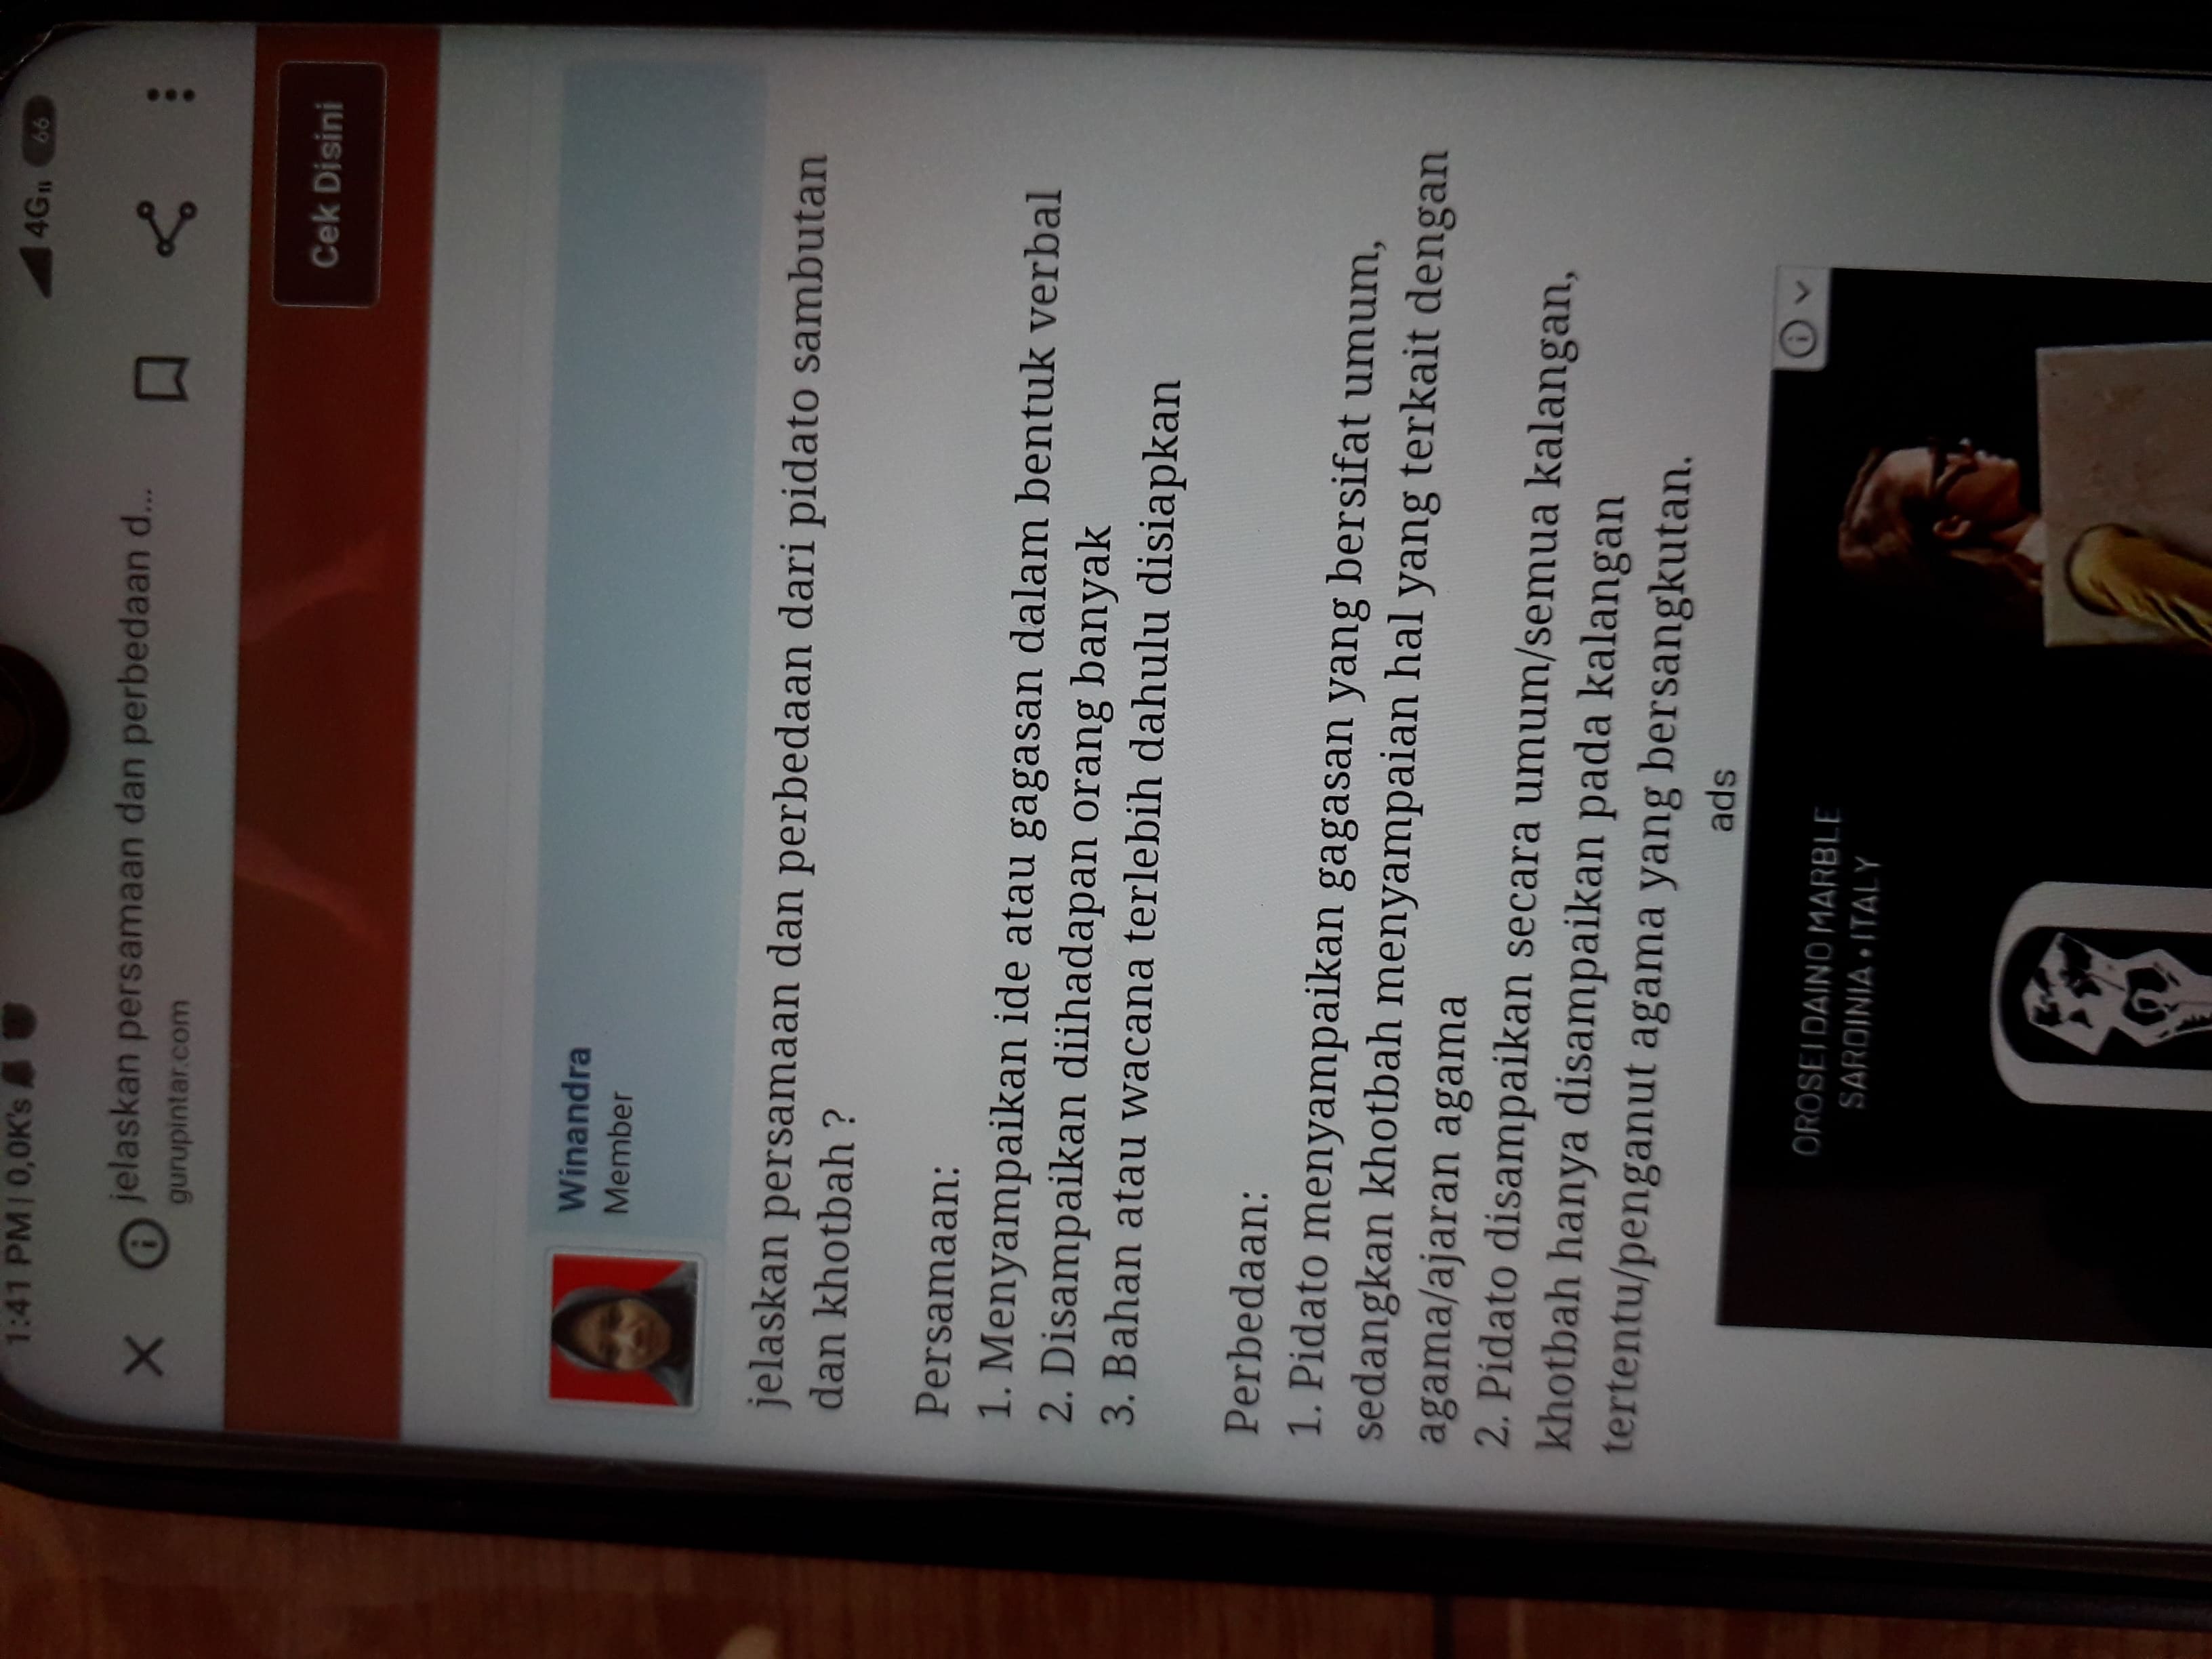 1:41 PM | 0,0K's
4G 66
jelaskan persamaan dan perbedaan d...
gurupintar.com
Cek Disini
Winandra
Member
jelaskan persamaan dan perbedaan dari pidato sambutan
dan khotbah ?
Persamaan:
1. Menyampaikan ide atau gagasan dalam bentuk verbal
2. Disampaikan diihadapan orang banyak
3. Bahan atau wacana terlebih dahulu disiapkan
Perbedaan:
1. Pidato menyampaikan gagasan yang bersifat umum,
sedangkan khotbah menyampaian hal yang terkait dengan
agama/ajaran agama
2. Pidato disampaikan secara umum/semua kalangan,
khotbah hanya disampaikan pada kalangan
tertentu/penganut agama yang bersangkutan.
ads
OROSEI DAINO MARBLE
SARDINIA • ITALY